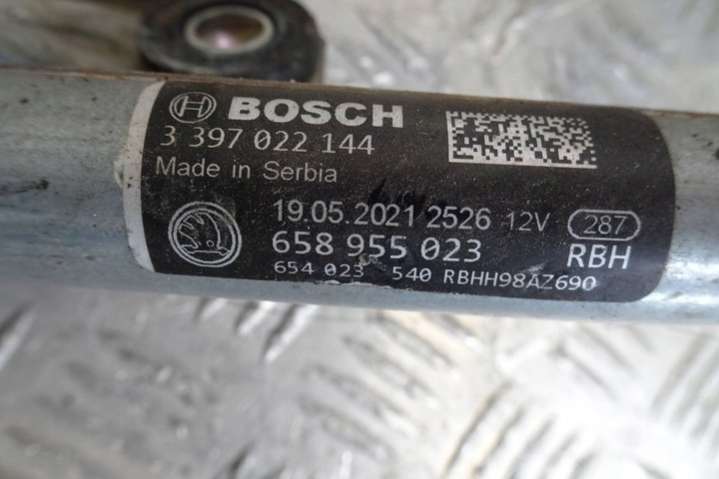 BOSCH
3 397 022 144
Made in Serbia
19.05.2021 2526 12V 287
658 955 023 RBH
654 023 540 RBHH98AZ690